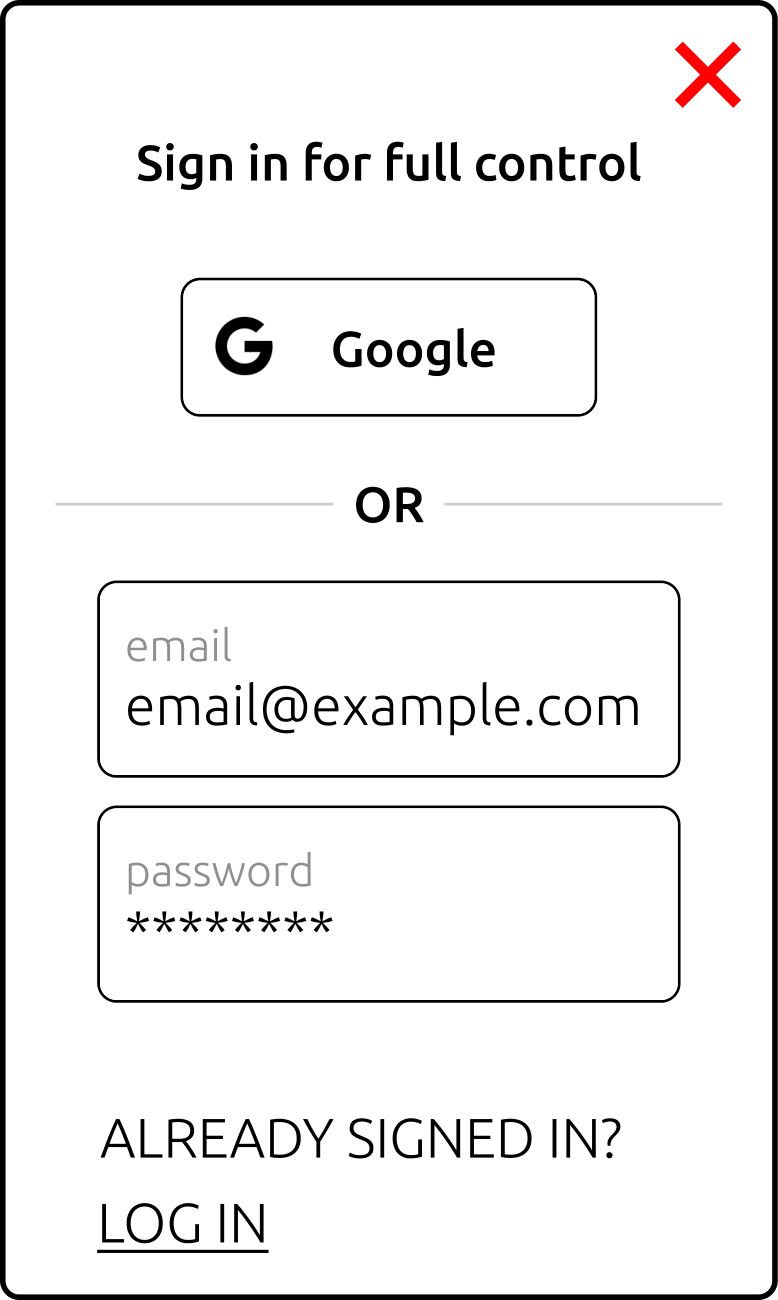 Sign in for full control
Google
OR
email
email@example.com
password
********
ALREADY SIGNED IN?
LOG IN